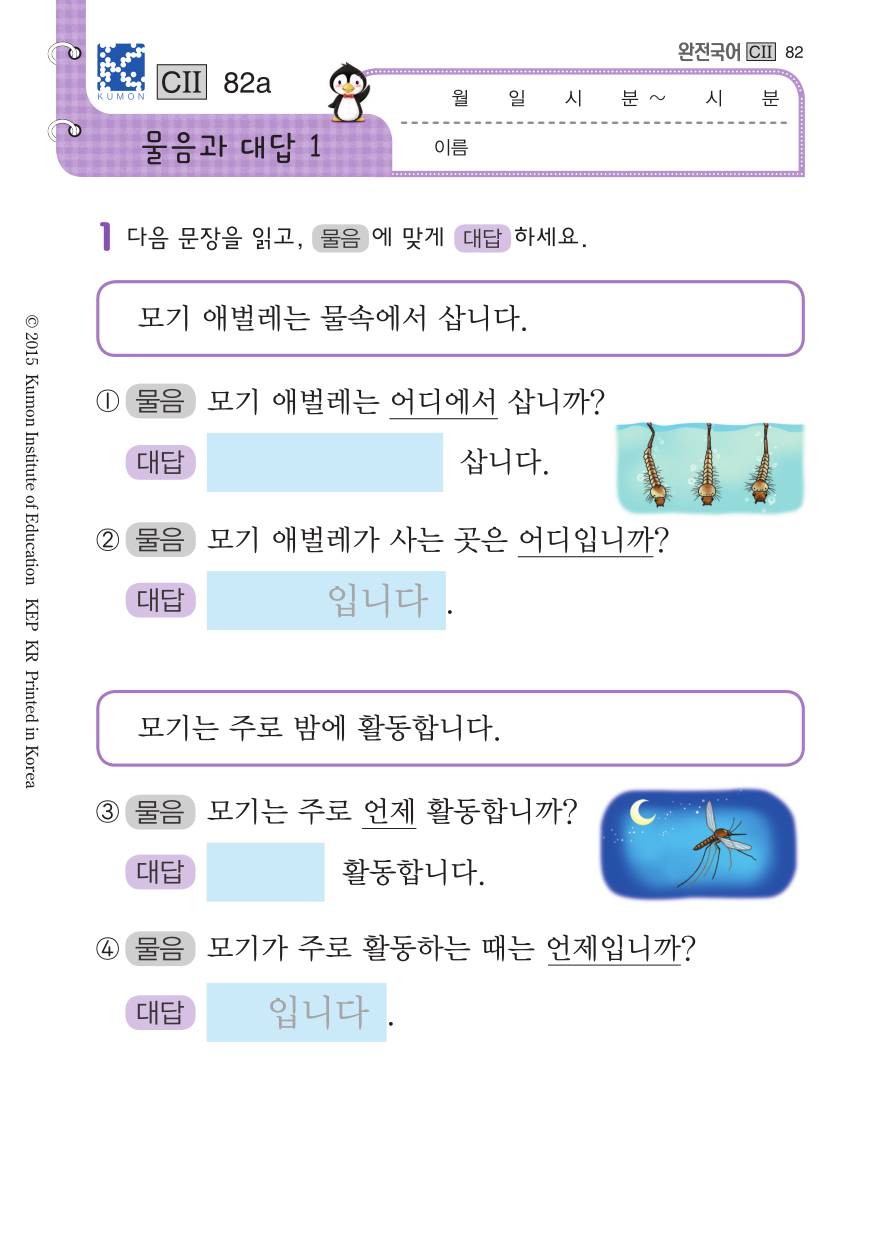 완전국어 CII 82
KUMON
CII 82a
월 일 시 분 ~ 시 분
물음과 대답 1
이름
1 다음 문장을 읽고, 물음에 맞게 대답하세요.
모기 애벌레는 물속에서 삽니다.
① 물음 모기 애벌레는 어디에서 삽니까?
대답 삽니다.
② 물음 모기 애벌레가 사는 곳은 어디입니까?
대답 입니다.
모기는 주로 밤에 활동합니다.
③ 물음 모기는 주로 언제 활동합니까?
대답 활동합니다.
④ 물음 모기가 주로 활동하는 때는 언제입니까?
대답 입니다.
© 2015 Kumon Institute of Education KEP KR Printed in Korea